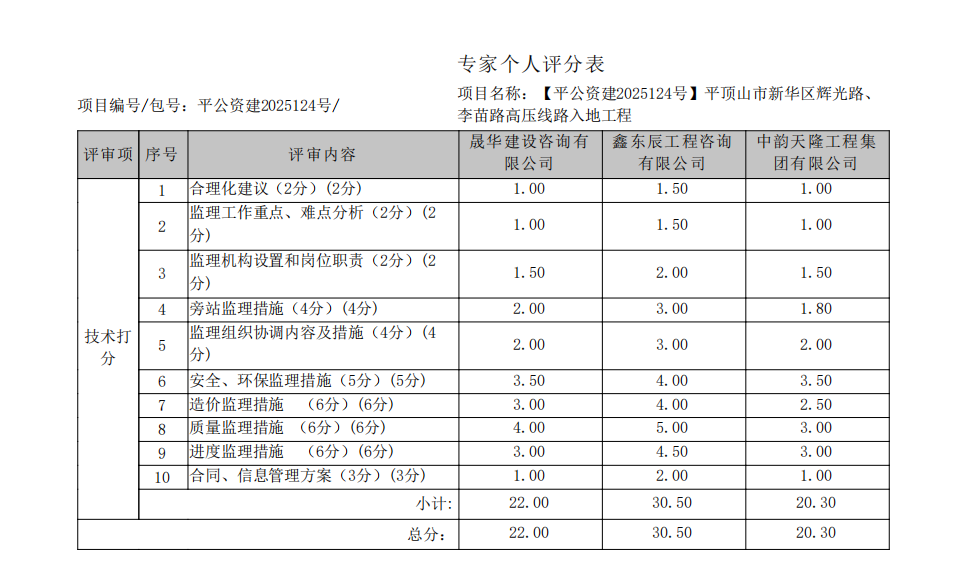 专家个人评分表
项目编号/包号：平公资建2025124号/
项目名称：【平公资建2025124号】平顶山市新华区辉光路、
李苗路高压线路入地工程
评审项 序号 评审内容 晟华建设咨询有 鑫东辰工程咨询 中韵天隆工程集
限公司 有限公司 团有限公司
技术打
分
1 合理化建议（2分）(2分) 1.00 1.50 1.00
2 监理工作重点、难点分析（2分）(2
分) 1.00 1.50 1.00
3 监理机构设置和岗位职责（2分）(2
分) 1.50 2.00 1.50
4 旁站监理措施（4分）(4分) 2.00 3.00 1.80
5 监理组织协调内容及措施（4分）(4
分) 2.00 3.00 2.00
6 安全、环保监理措施（5分）(5分) 3.50 4.00 3.50
7 造价监理措施 （6分）(6分) 3.00 4.00 2.50
8 质量监理措施 （6分）(6分) 4.00 5.00 3.00
9 进度监理措施 （6分）(6分) 3.00 4.50 3.00
10 合同、信息管理方案（3分）(3分) 1.00 2.00 1.00
小计: 22.00 30.50 20.30
总分: 22.00 30.50 20.30